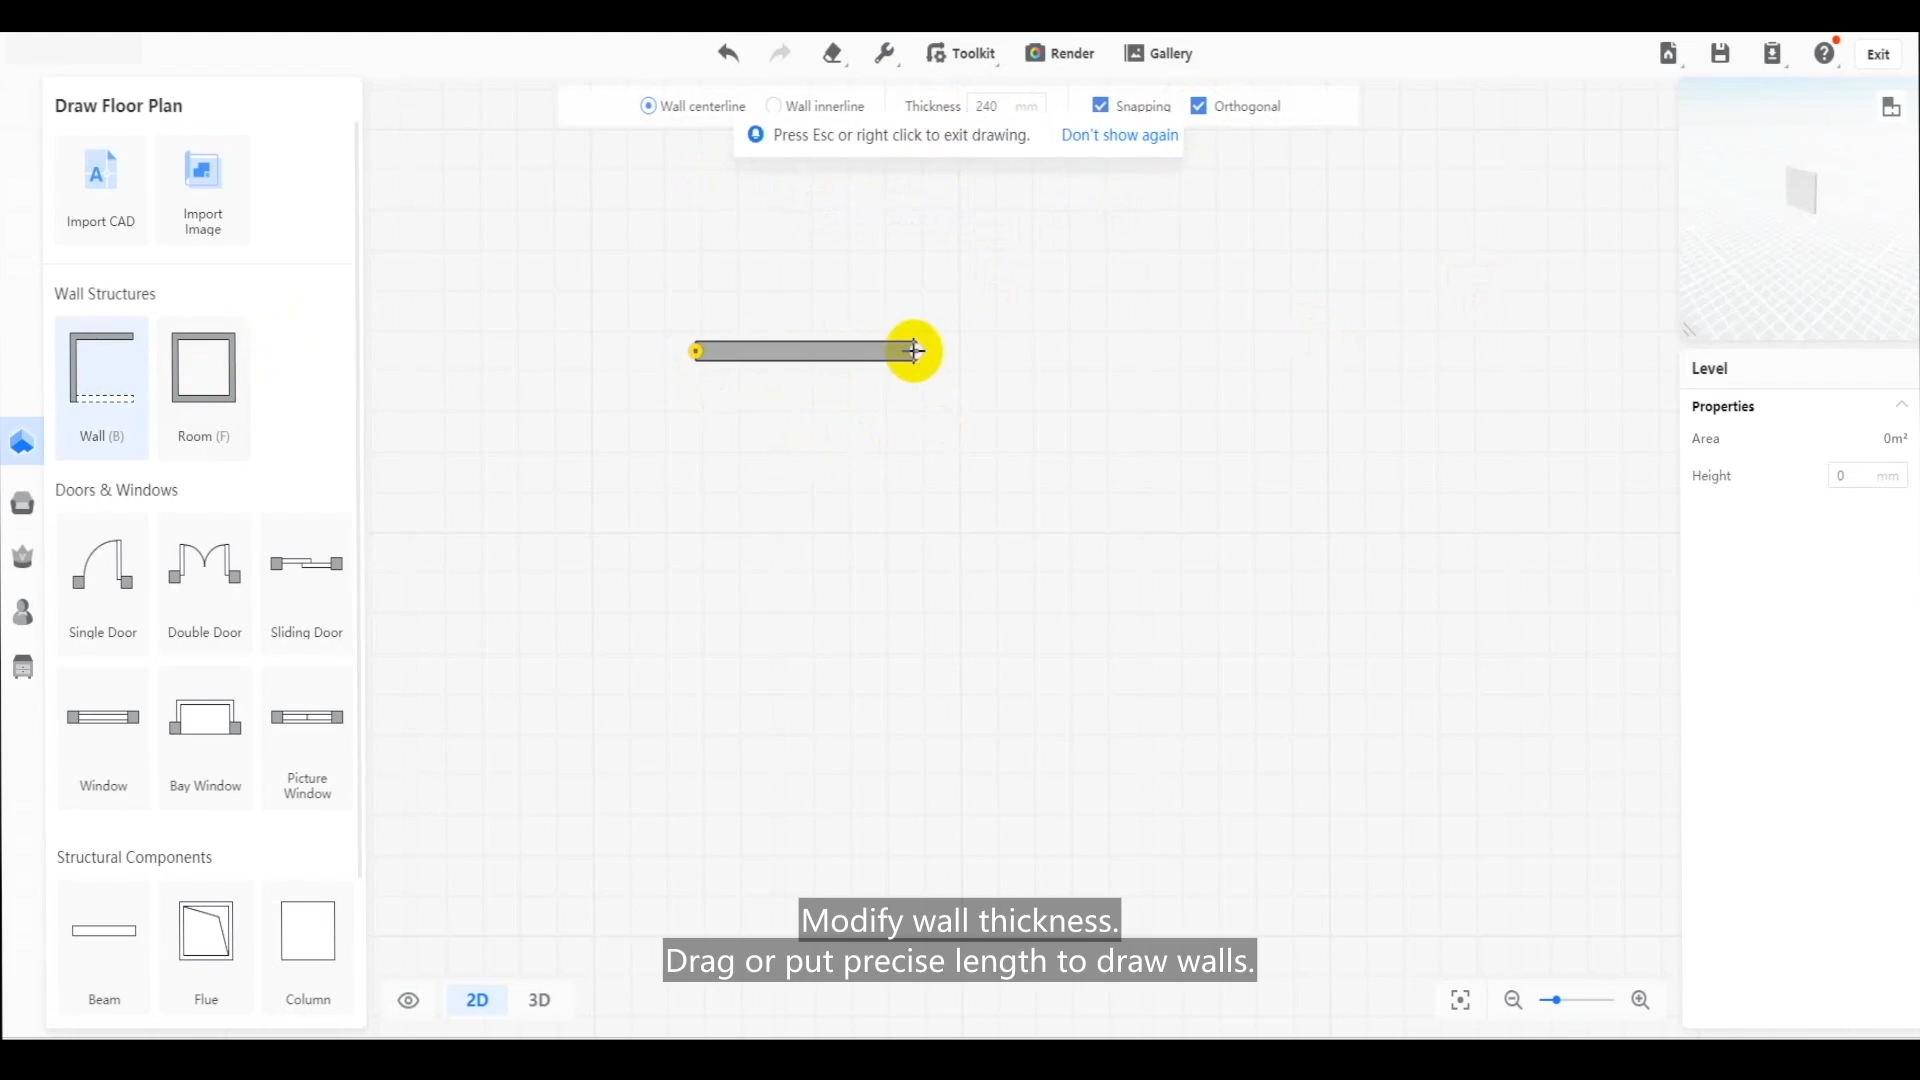 Toolkit
Render
Gallery
Exit
Draw Floor Plan
Wall centerline
Wall innerline
Thickness 240 mm
Snapping
Orthogonal
Press Esc or right click to exit drawing. Don't show again
A
Import CAD
Import
Image
Wall Structures
Wall (B)
Room (F)
Doors & Windows
Single Door
Double Door
Sliding Door
Window
Bay Window
Picture
Window
Structural Components
Beam
Flue
Column
Level
Properties
Area 0m²
Height 0 mm
Modify wall thickness.
Drag or put precise length to draw walls.
2D
3D